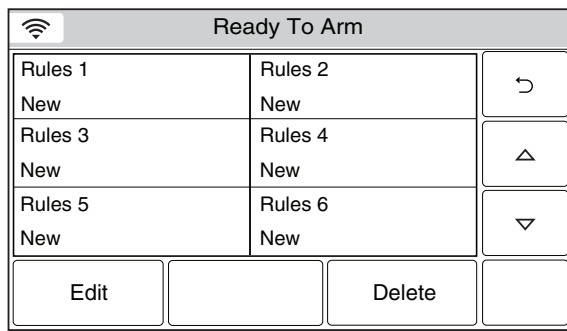 Ready To Arm
Rules 1
New
Rules 2
New
Rules 3
New
Rules 4
New
Rules 5
New
Rules 6
New
Edit
Delete